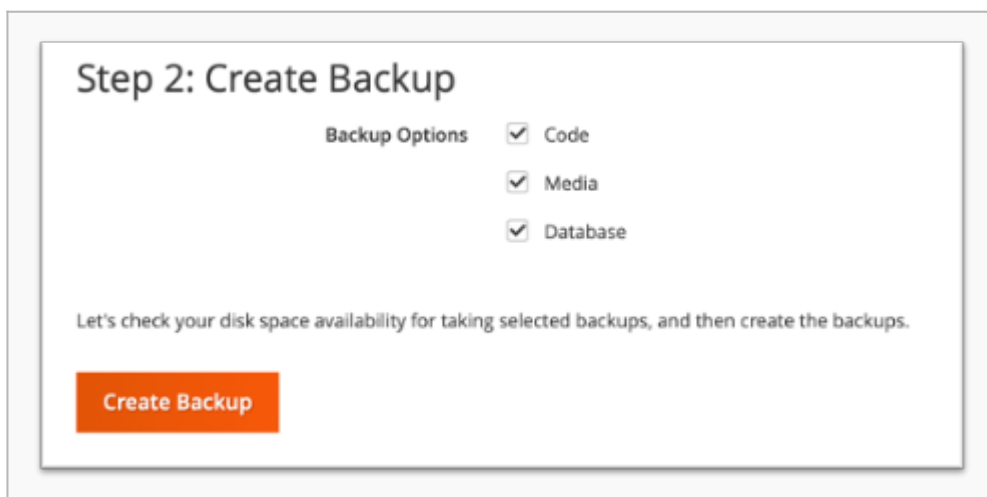 Step 2: Create Backup
Backup Options Code
Media
Database
Let's check your disk space availability for taking selected backups, and then create the backups.
Create Backup